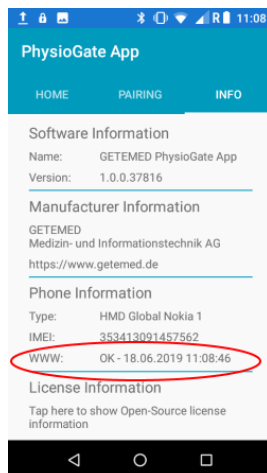 R 11:08
PhysioGate App
HOME PAIRING INFO
Software Information
Name: GETEMED PhysioGate App
Version: 1.0.0.37816
Manufacturer Information
GETEMED
Medizin- und Informationstechnik AG
https://www.getemed.de
Phone Information
Type: HMD Global Nokia 1
IMEI: 353413091457562
WWW: OK - 18.06.2019 11:08:46
License Information
Tap here to show Open-Source license
information